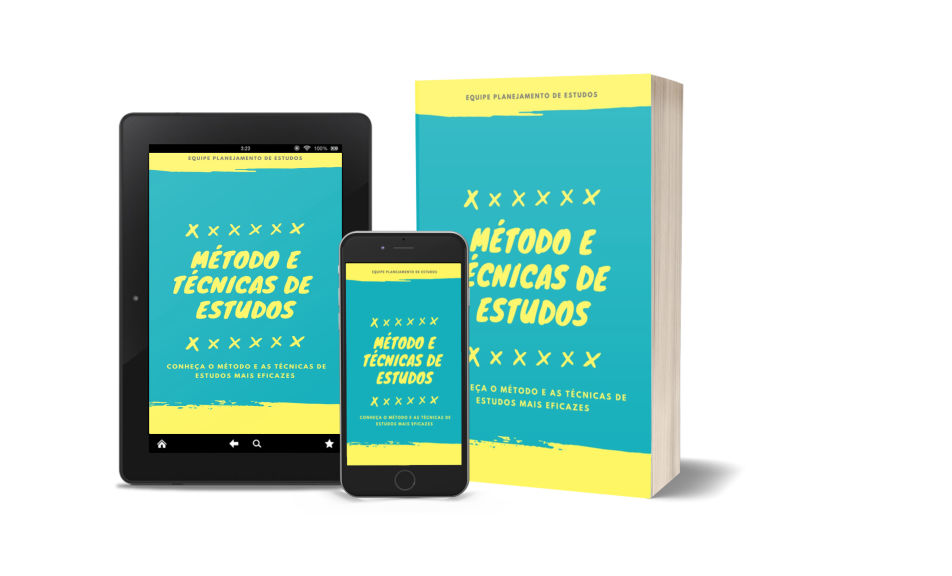 3:23
100%
EQUIPE PLANEJAMENTO DE ESTUDOS
X x x x x x
MÉTODO E
TÉCNICAS DE
ESTUDOS
X x x x x x
CONHEÇA O MÉTODO E AS TÉCNICAS DE
ESTUDOS MAIS EFICAZES
EQUIPE PLANEJAMENTO DE ESTUDOS
X x x x x x
MÉTODO E
TÉCNICAS DE
ESTUDOS
X x x x x x
CONHEÇA O MÉTODO E AS TÉCNICAS DE
ESTUDOS MAIS EFICAZES
EQUIPE PLANEJAMENTO DE ESTUDOS
X x x x x x
MÉTODO E
ÉCNICAS DE
ESTUDOS
X x x x x x
EÇA O MÉTODO E AS TÉCNICAS DE
ESTUDOS MAIS EFICAZES